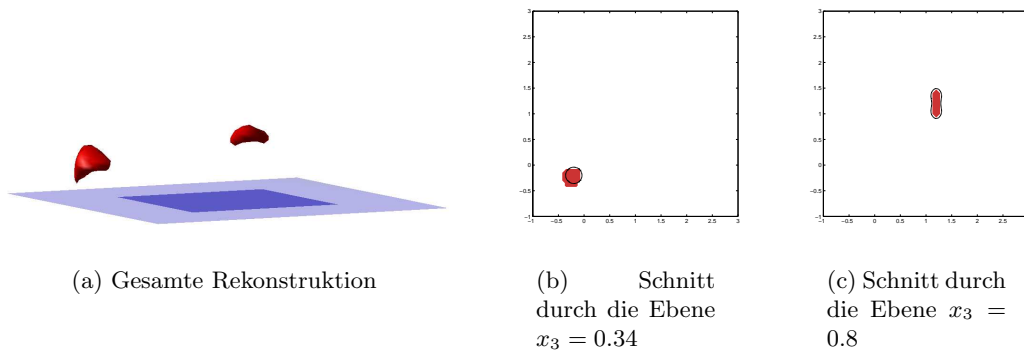 3
2.5
2
1.5
1
0.5
0
−0.5
−1
−1 −0.5 0 0.5 1 1.5 2 2.5 3
3
2.5
2
1.5
1
0.5
0
−0.5
−1
−1 −0.5 0 0.5 1 1.5 2 2.5 3
(a) Gesamte Rekonstruktion
(b) Schnitt
durch die Ebene
x₃ = 0.34
(c) Schnitt durch
die Ebene x₃ =
0.8